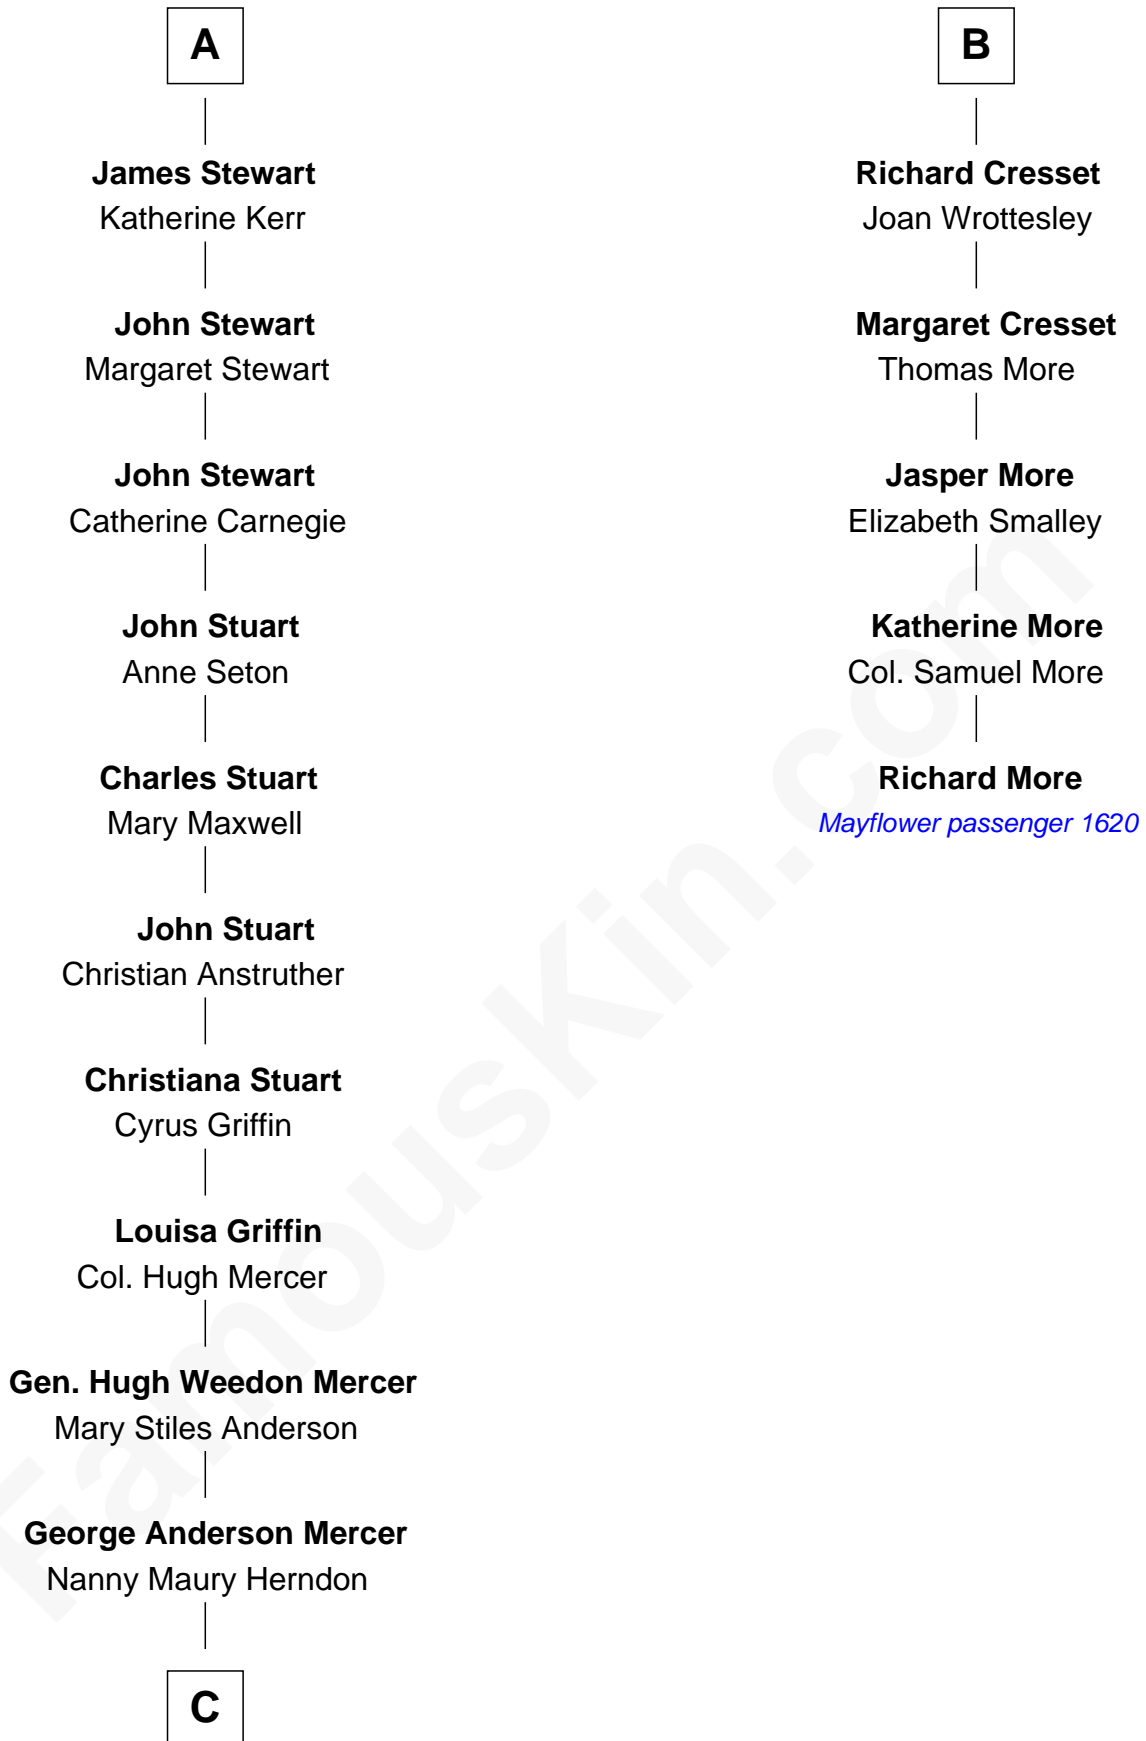 A
James Stewart
Katherine Kerr
John Stewart
Margaret Stewart
John Stewart
Catherine Carnegie
John Stuart
Anne Seton
Charles Stuart
Mary Maxwell
John Stuart
Christian Anstruther
Christiana Stuart
Cyrus Griffin
Louisa Griffin
Col. Hugh Mercer
Gen. Hugh Weedon Mercer
Mary Stiles Anderson
George Anderson Mercer
Nanny Maury Herndon
C
B
Richard Cresset
Joan Wrottesley
Margaret Cresset
Thomas More
Jasper More
Elizabeth Smalley
Katherine More
Col. Samuel More
Richard More
Mayflower passenger 1620
FamousKin.com